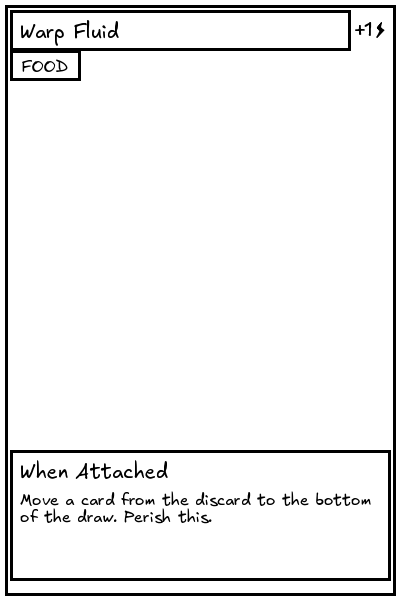 Warp Fluid
+1
FOOD
When Attached
Move a card from the discard to the bottom
of the draw. Perish this.